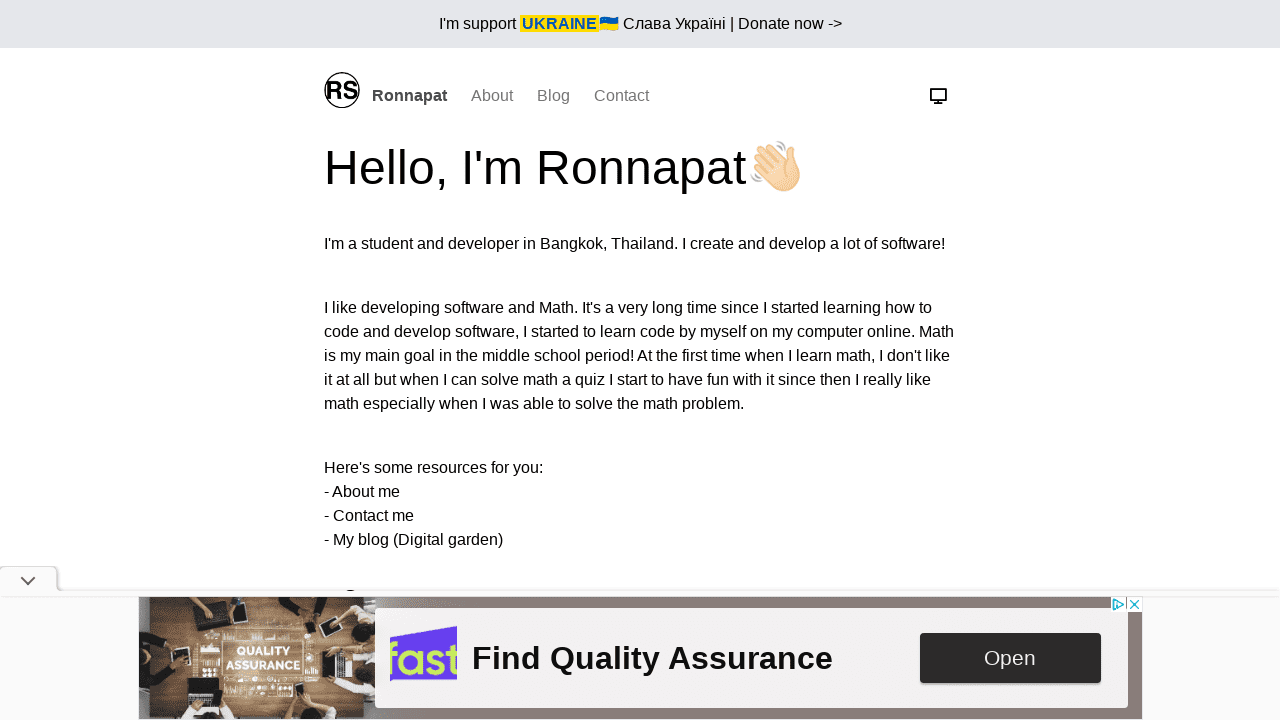 I'm support UKRAINE🇺🇦 Слава Україні | Donate now ->
RS Ronnapat About Blog Contact
Hello, I'm Ronnapat👋🏻
I'm a student and developer in Bangkok, Thailand. I create and develop a lot of software!
I like developing software and Math. It's a very long time since I started learning how to
code and develop software, I started to learn code by myself on my computer online. Math
is my main goal in the middle school period! At the first time when I learn math, I don't like
it at all but when I can solve math a quiz I start to have fun with it since then I really like
math especially when I was able to solve the math problem.
Here's some resources for you:
- About me
- Contact me
- My blog (Digital garden)
QUALITY
ASSURANCE
fast
Find Quality Assurance
Open